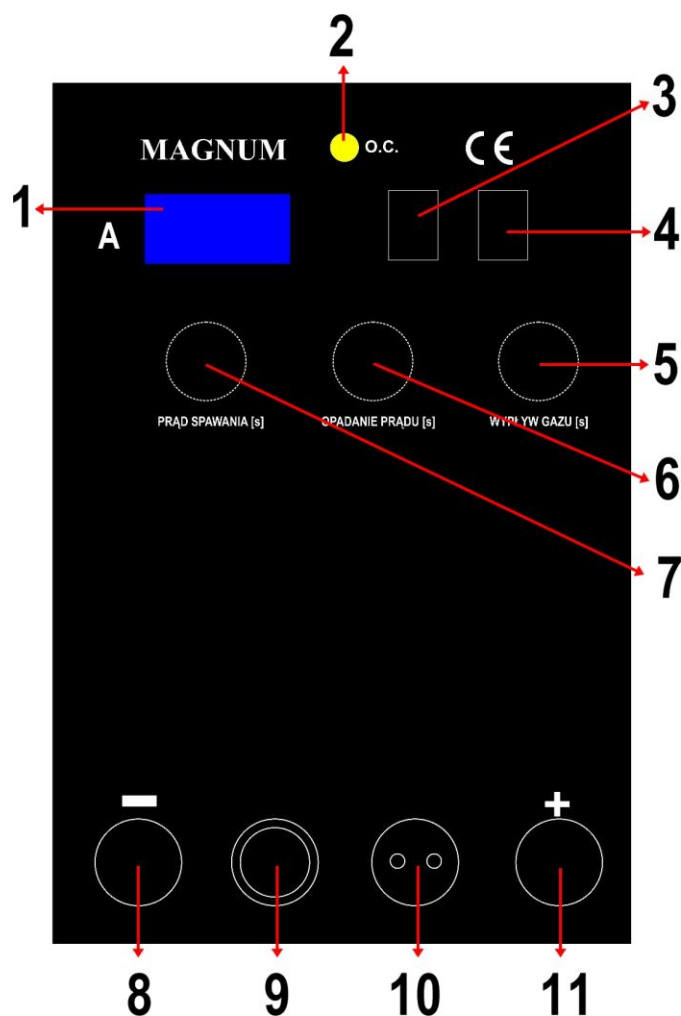 2
3
MAGNUM
O.C.
CE
1
A
4
5
PRĄD SPAWANIA [s]
OPADANIE PRĄDU [s]
WYPŁYW GAZU [s]
6
7
–
+
8
9
10
11